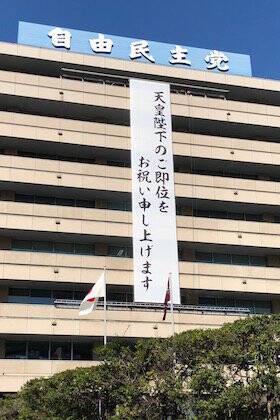 自由民主党
天皇陛下のご即位を
お祝い申し上げます